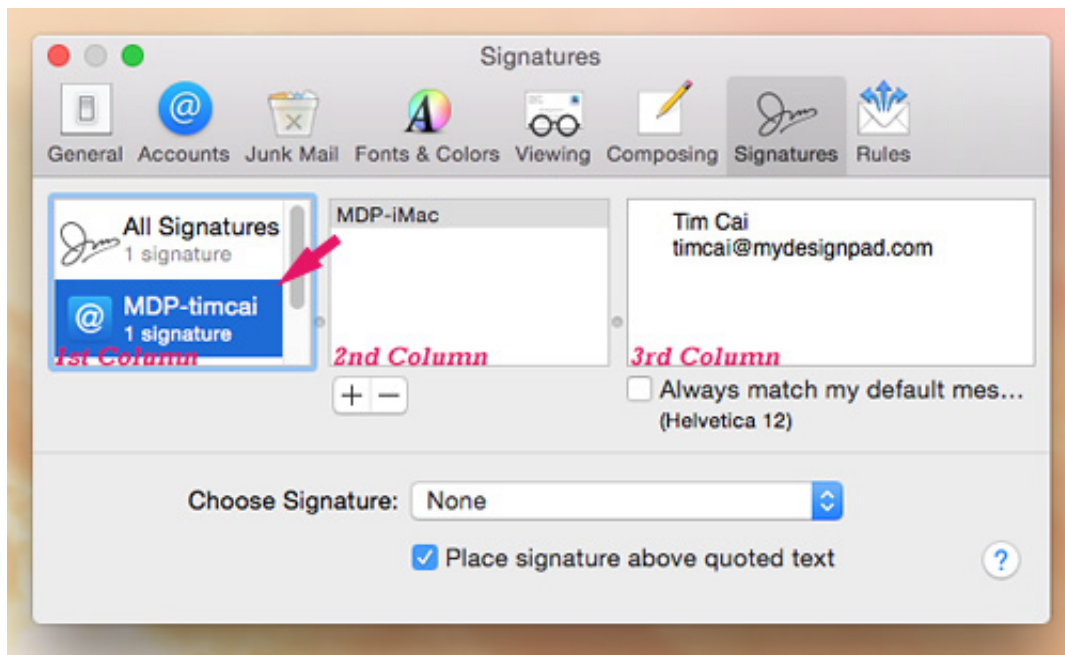 Signatures
General Accounts Junk Mail Fonts & Colors Viewing Composing Signatures Rules
All Signatures
1 signature
MDP-timcai
1 signature
1st Column
MDP-iMac
2nd Column
Tim Cai
timcai@mydesignpad.com
3rd Column
Always match my default mes...
(Helvetica 12)
Choose Signature: None
Place signature above quoted text